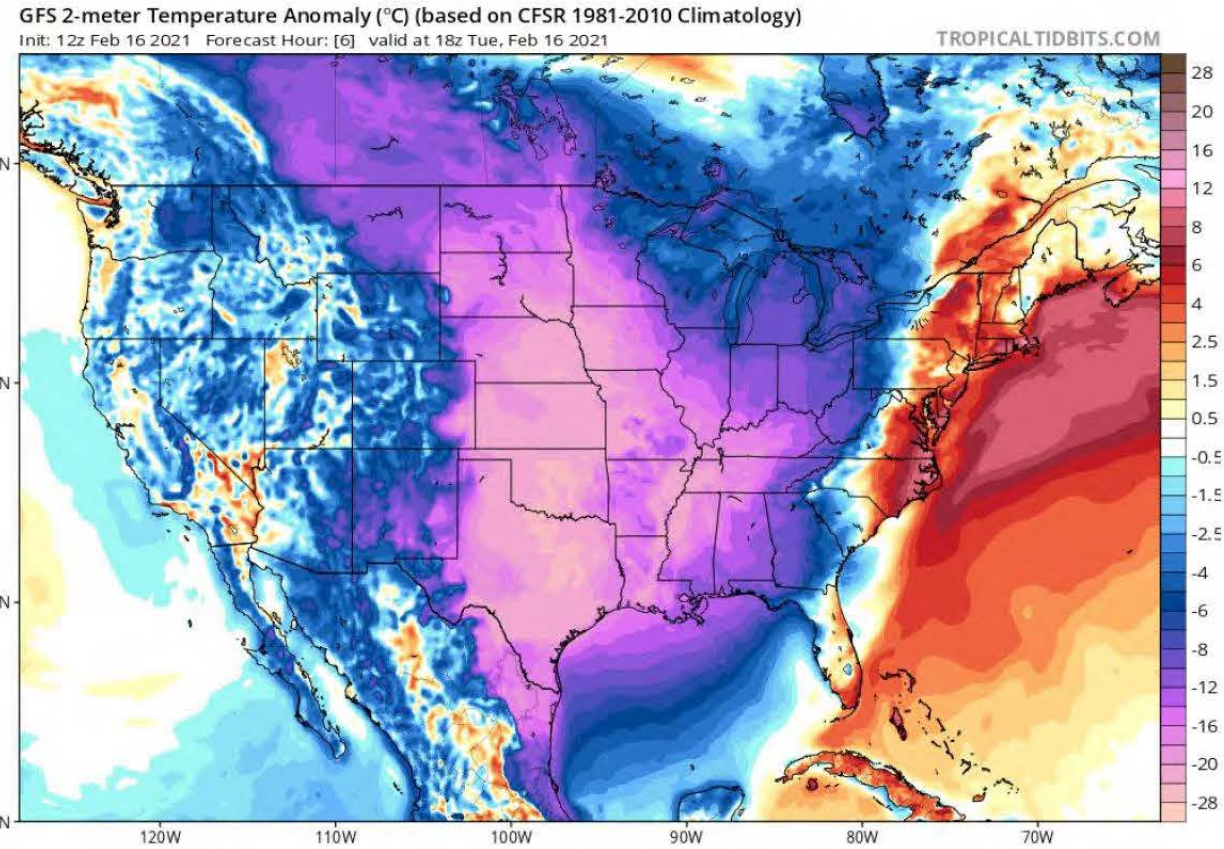 GFS 2-meter Temperature Anomaly (°C) (based on CFSR 1981-2010 Climatology)
Init: 12z Feb 16 2021 Forecast Hour: [6] valid at 18z Tue, Feb 16 2021 TROPICALTIDBITS.COM
28
20
16
12
8
6
4
2.5
1.5
0.5
-0.5
-1.5
-2.5
-4
-6
-8
-12
-16
-20
-28
N
N
N
N
120W 110W 100W 90W 80W 70W